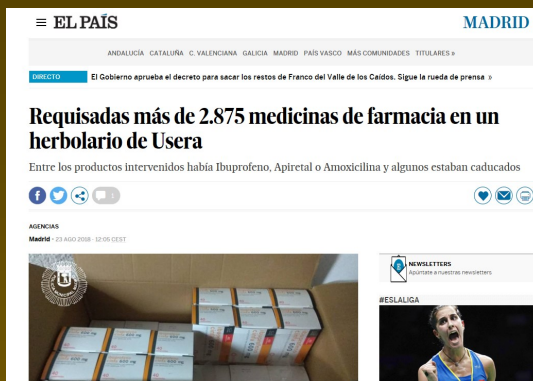 ≡ EL PAÍS
MADRID
ANDALUCÍA CATALUÑA C. VALENCIANA GALICIA MADRID PAÍS VASCO MÁS COMUNIDADES TITULARES »
DIRECTO El Gobierno aprueba el decreto para sacar los restos de Franco del Valle de los Caídos. Sigue la rueda de prensa »
Requisadas más de 2.875 medicinas de farmacia en un
herbolario de Usera
Entre los productos intervenidos había Ibuprofeno, Apiretal o Amoxicilina y algunos estaban caducados
AGENCIAS
Madrid - 23 AGO 2018 - 12:05 CEST
NEWSLETTERS
Apúntate a nuestras newsletters
#ESLALIGA